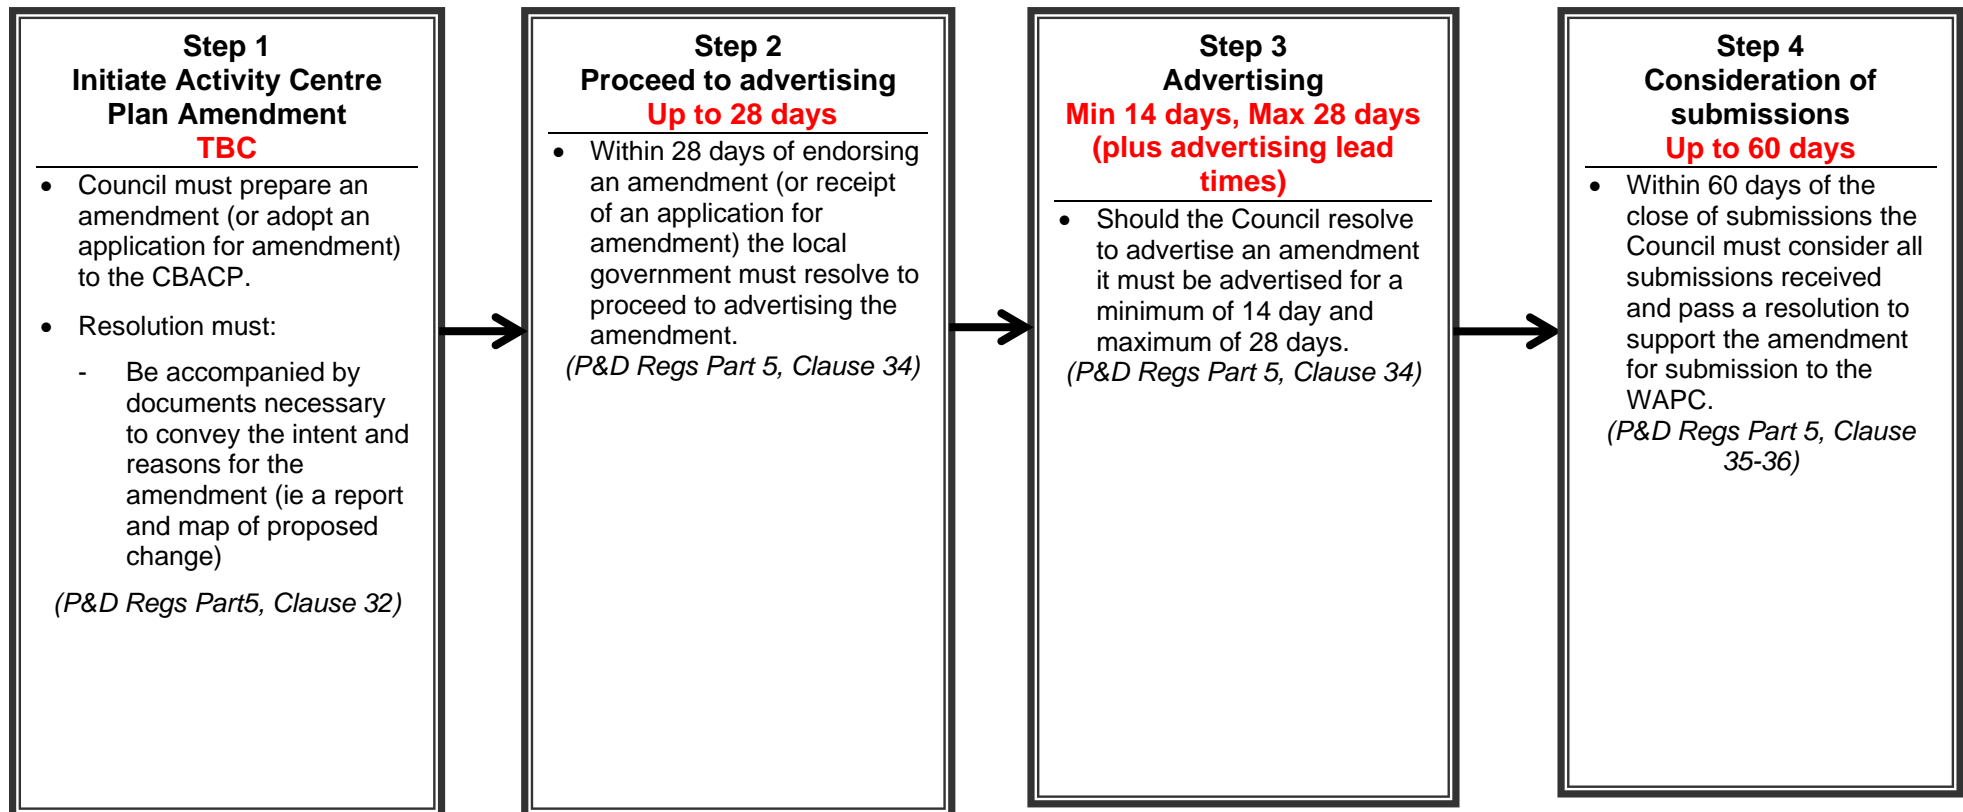 Step 1
Initiate Activity Centre
Plan Amendment
TBC
• Council must prepare an
amendment (or adopt an
application for amendment)
to the CBACP.
• Resolution must:
- Be accompanied by
documents necessary
to convey the intent and
reasons for the
amendment (ie a report
and map of proposed
change)
(P&D Regs Part5, Clause 32)
Step 2
Proceed to advertising
Up to 28 days
• Within 28 days of endorsing
an amendment (or receipt
of an application for
amendment) the local
government must resolve to
proceed to advertising the
amendment.
(P&D Regs Part 5, Clause 34)
Step 3
Advertising
Min 14 days, Max 28 days
(plus advertising lead
times)
• Should the Council resolve
to advertise an amendment
it must be advertised for a
minimum of 14 day and
maximum of 28 days.
(P&D Regs Part 5, Clause 34)
Step 4
Consideration of
submissions
Up to 60 days
• Within 60 days of the
close of submissions the
Council must consider all
submissions received
and pass a resolution to
support the amendment
for submission to the
WAPC.
(P&D Regs Part 5, Clause
35-36)